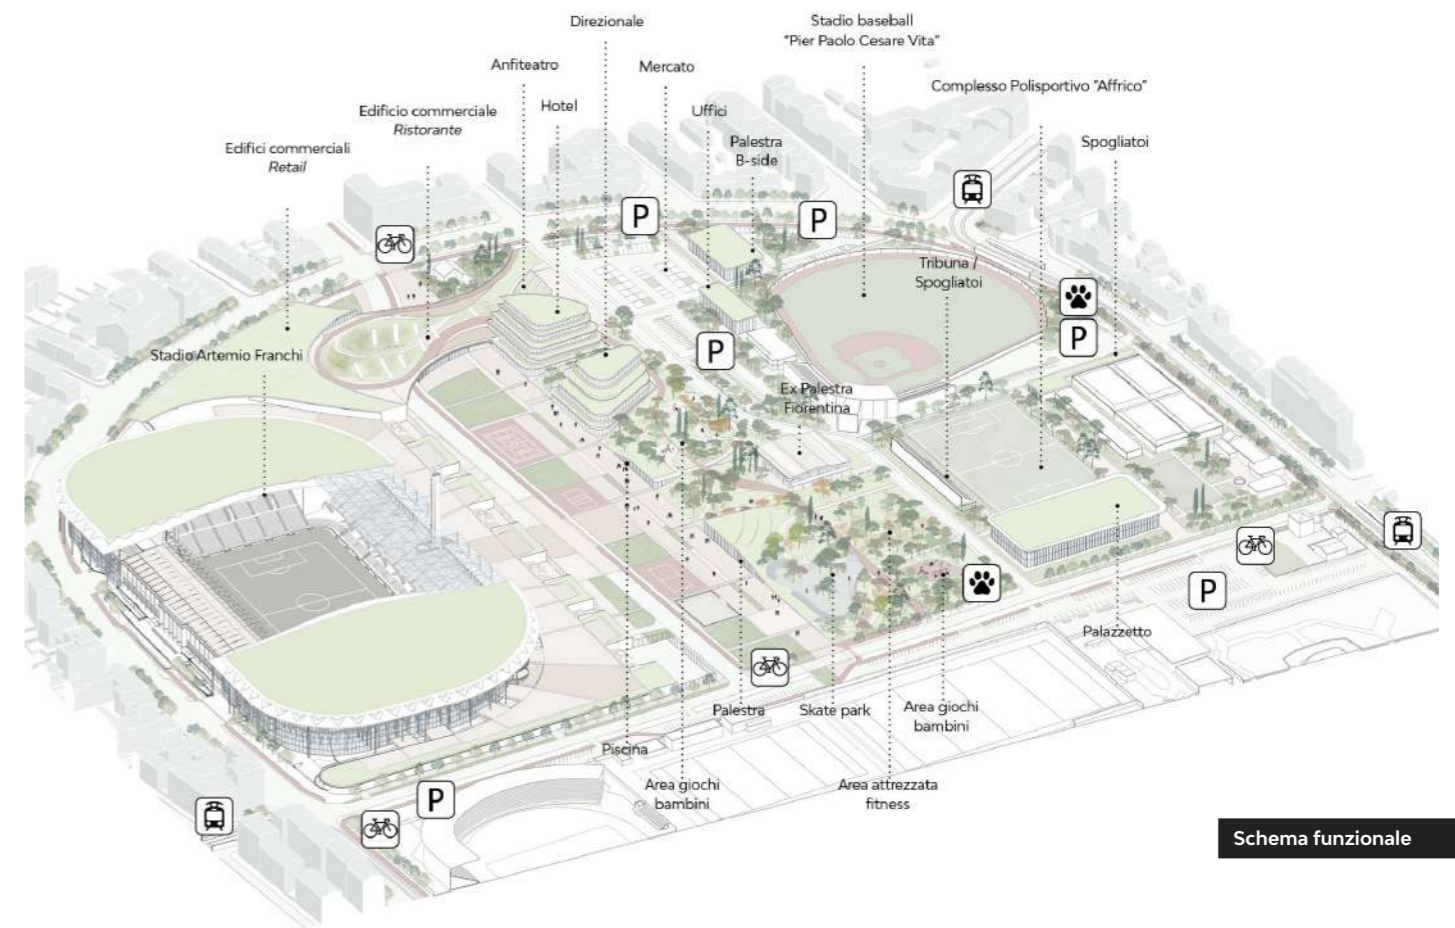 Direzionale
Stadio baseball
"Pier Paolo Cesare Vita"
Anfiteatro
Mercato
Complesso Polisportivo "Affrico"
Edificio commerciale
Ristorante
Hotel
Uffici
Edifici commerciali
Retail
Palestra
B-side
Spogliatoi
P
P
Tribuna /
Spogliatoi
Stadio Artemio Franchi
P
P
Ex Palestra
Fiorentina
P
Palazzetto
Palestra
Skate park
Area giochi
bambini
Piscina
Area giochi
bambini
Area attrezzata
fitness
P
Schema funzionale